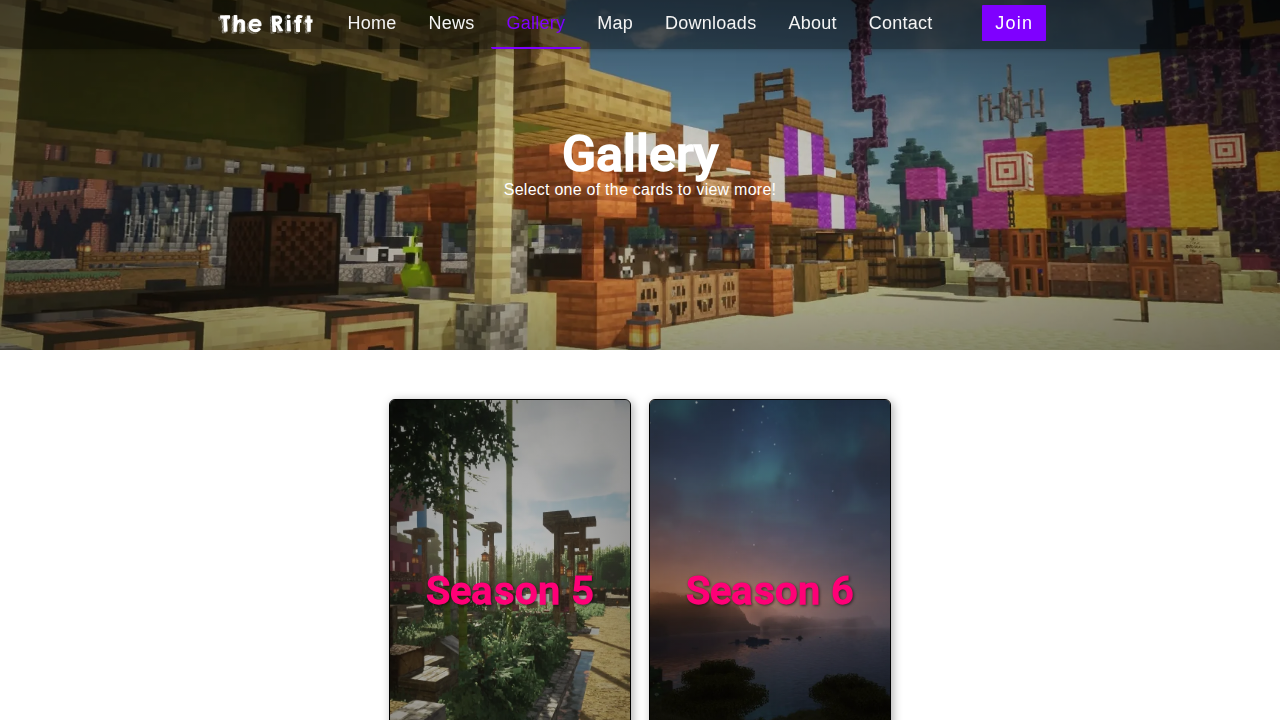 The Rift Home News Gallery Map Downloads About Contact Join
Gallery
Select one of the cards to view more!
Season 5 Season 6